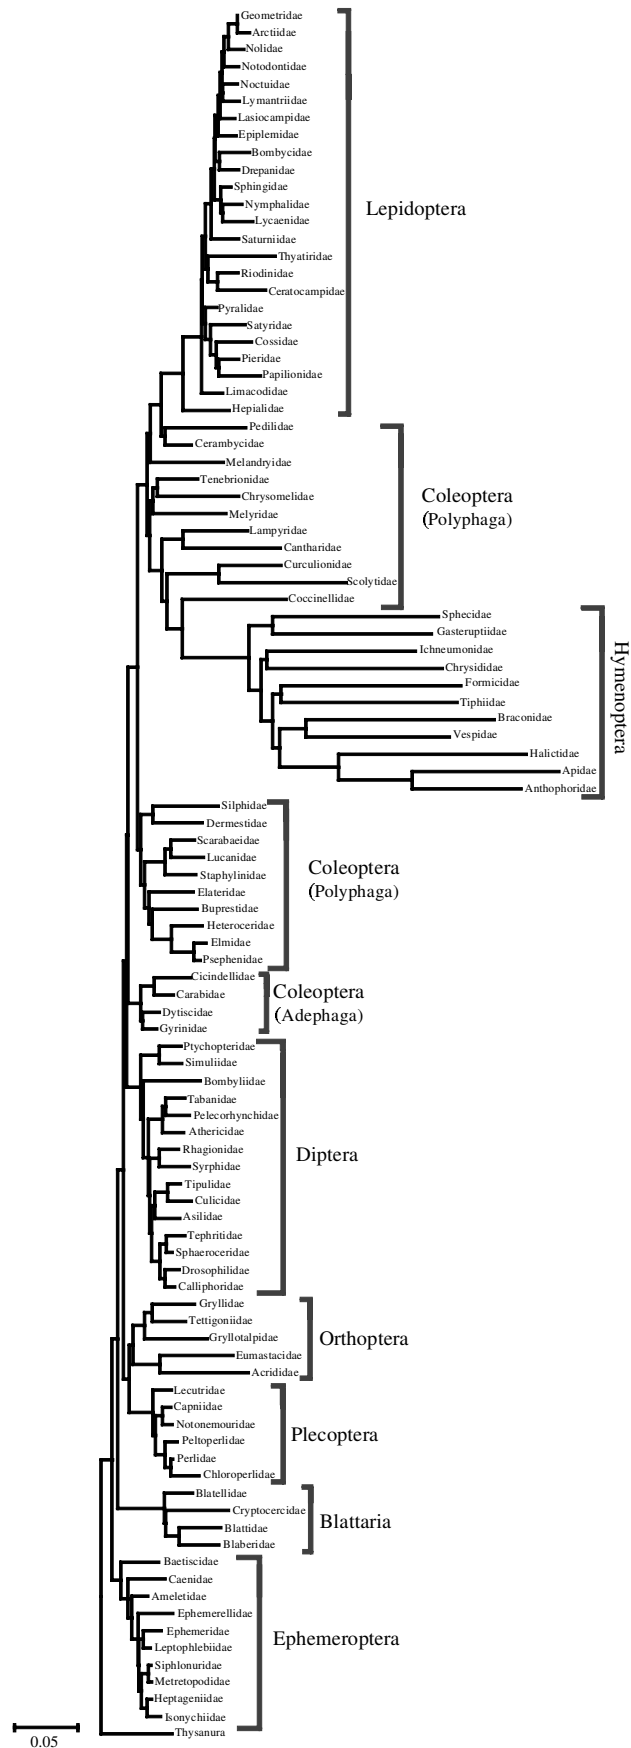 Geometridae
Arctiidae
Nolidae
Notodontidae
Noctuidae
Lymantriidae
Lasiocampidae
Epiplemidae
Bombycidae
Drepanidae
Sphingidae
Nymphalidae
Lepidoptera
Lycaenidae
Saturniidae
Thyatiridae
Riodinidae
Ceratocampidae
Pyralidae
Satyridae
Cossidae
Pieridae
Papilionidae
Limacodidae
Hepialidae
Pedilidae
Cerambycidae
Melandryidae
Tenebrionidae
Chrysomelidae
Coleoptera
(Polyphaga)
Melyridae
Lampyridae
Cantharidae
Curculionidae
Scolytidae
Coccinellidae
Sphecidae
Gasteruptiidae
Ichneumonidae
Chrysididae
Formicidae
Hymenoptera
Tiphiidae
Braconidae
Vespidae
Halictidae
Apidae
Anthophoridae
Silphidae
Dermestidae
Scarabaeidae
Lucanidae
Coleoptera
Staphylinidae
Elateridae
(Polyphaga)
Buprestidae
Heteroceridae
Elmidae
Psephenidae
Cicindellidae
Carabidae
Coleoptera
(Adephaga)
Dytiscidae
Gyrinidae
Ptychopteridae
Simuliidae
Bombyliidae
Tabanidae
Pelecorhynchidae
Athericidae
Rhagionidae
Diptera
Syrphidae
Tipulidae
Culicidae
Asilidae
Tephritidae
Sphaeroceridae
Drosophilidae
Calliphoridae
Gryllidae
Tettigoniidae
Gryllotalpidae
Orthoptera
Eumastacidae
Acrididae
Lecutridae
Capniidae
Notonemouridae
Plecoptera
Peltoperlidae
Perlidae
Chloroperlidae
Blatellidae
Cryptocercidae
Blattaria
Blattidae
Blaberidae
Baetiscidae
Caenidae
Ameletidae
Ephemerellidae
Ephemeridae
Ephemeroptera
Leptophlebiidae
Siphlonuridae
Metretopodidae
Heptageniidae
Isonychiidae
Thysanura
0.05